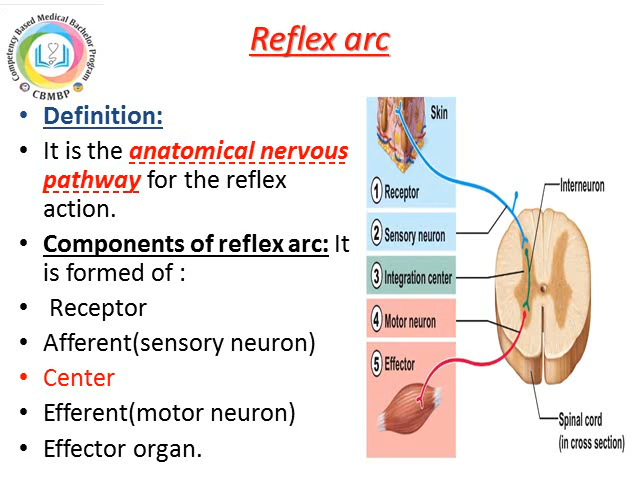 Competency Based Medical Bachelor Program
CBMBP
Reflex arc
• Definition:
• It is the anatomical nervous
pathway for the reflex
action.
• Components of reflex arc: It
is formed of :
• Receptor
• Afferent(sensory neuron)
• Center
• Efferent(motor neuron)
• Effector organ.
Skin
1 Receptor
Interneuron
2 Sensory neuron
3 Integration center
4 Motor neuron
5 Effector
Spinal cord
(in cross section)